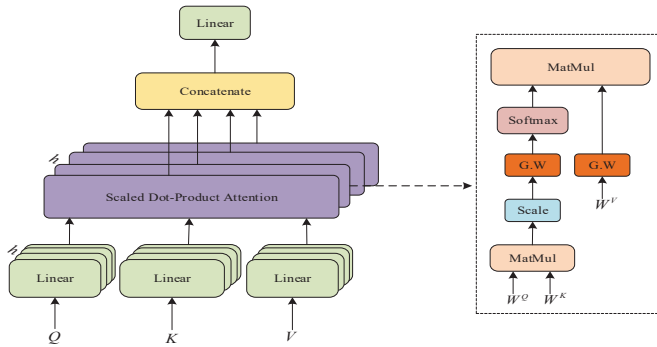 Linear
Concatenate
h
Scaled Dot-Product Attention
h
Linear
Linear
Linear
Q
K
V
MatMul
Softmax
G.W
G.W
Scale
W^V
MatMul
W^Q
W^K